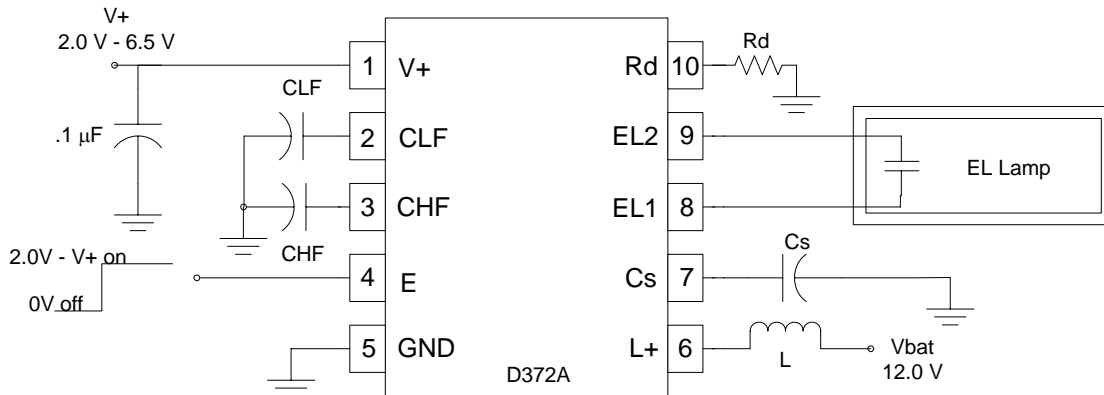 V+
2.0 V - 6.5 V
.1 μF
CLF
CHF
2.0V - V+ on
0V off
1 V+
2 CLF
3 CHF
4 E
5 GND
D372A
Rd 10
EL2 9
EL1 8
Cs 7
L+ 6
Rd
EL Lamp
Cs
L
Vbat
12.0 V